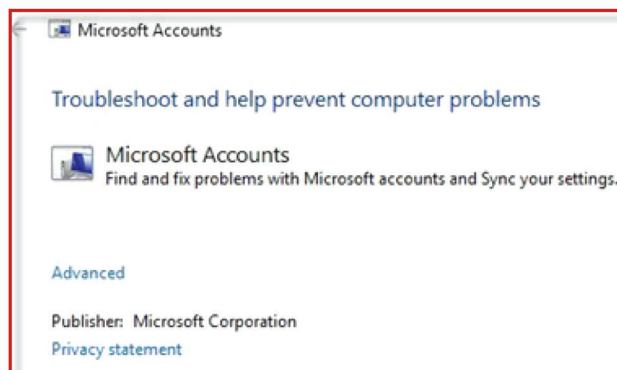 Microsoft Accounts
Troubleshoot and help prevent computer problems
Microsoft Accounts
Find and fix problems with Microsoft accounts and Sync your settings.
Advanced
Publisher: Microsoft Corporation
Privacy statement